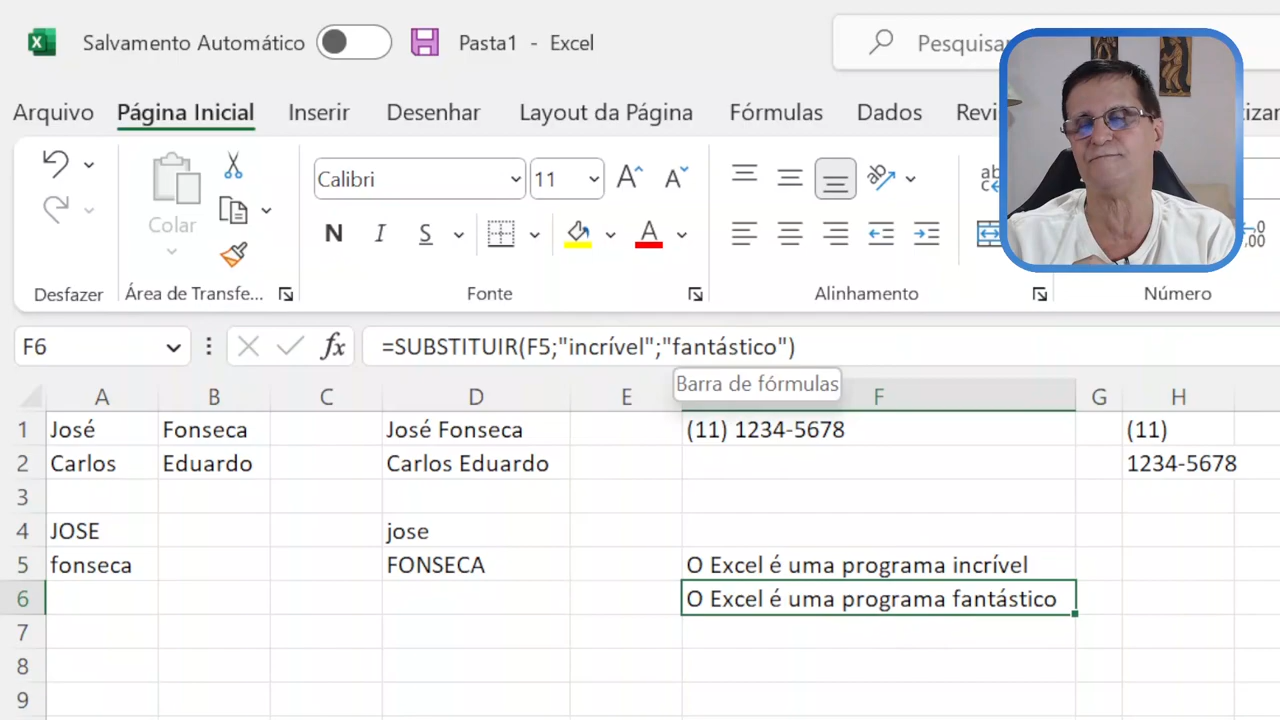 Salvamento Automático
Pasta1 - Excel
Pesquisar
Arquivo Página Inicial Inserir Desenhar Layout da Página Fórmulas Dados
Colar
Calibri 11
N I S A
Desfazer Área de Transfe... Fonte Alinhamento Número
F6 fx =SUBSTITUIR(F5;"incrível";"fantástico")
Barra de fórmulas
A B C D E F G H
1 José Fonseca José Fonseca (11) 1234-5678 (11)
2 Carlos Eduardo Carlos Eduardo 1234-5678
3
4 JOSE jose
5 fonseca FONSECA O Excel é uma programa incrível
6 O Excel é uma programa fantástico
7
8
9